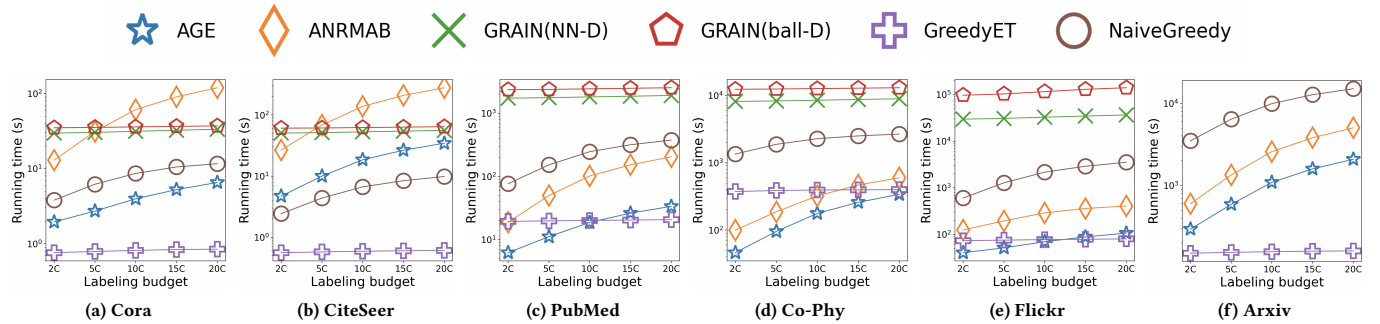 AGE ANRMAB GRAIN(NN-D) GRAIN(ball-D) GreedyET NaiveGreedy
Running time (s)
10²
10¹
10⁰
2C 5C 10C 15C 20C
Labeling budget
(a) Cora
Running time (s)
10²
10¹
10⁰
2C 5C 10C 15C 20C
Labeling budget
(b) CiteSeer
Running time (s)
10³
10²
10¹
2C 5C 10C 15C 20C
Labeling budget
(c) PubMed
Running time (s)
10⁴
10³
10²
2C 5C 10C 15C 20C
Labeling budget
(d) Co-Phy
Running time (s)
10⁵
10⁴
10³
10²
2C 5C 10C 15C 20C
Labeling budget
(e) Flickr
Running time (s)
10⁴
10³
2C 5C 10C 15C 20C
Labeling budget
(f) Arxiv